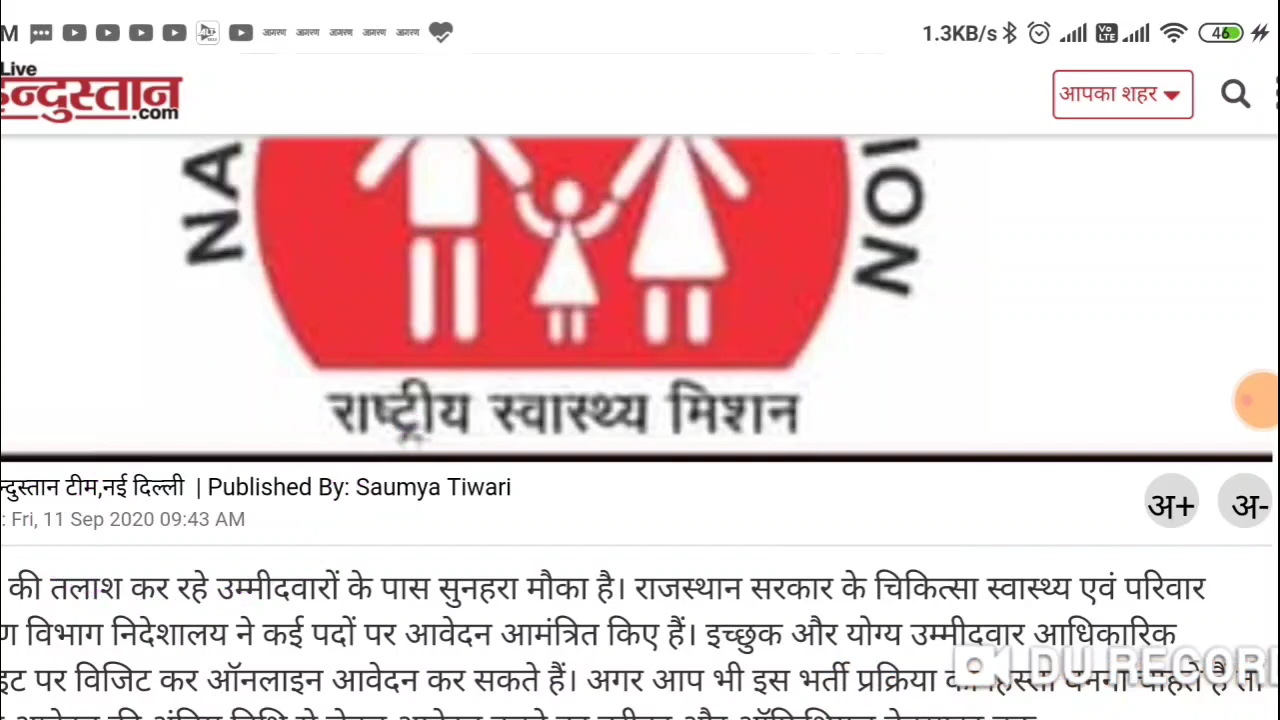 M 1.3KB/s 46
Live
न्दुस्तान
.com
आपका शहर
NA
ION
राष्ट्रीय स्वास्थ्य मिशन
न्दुस्तान टीम,नई दिल्ली | Published By: Saumya Tiwari
: Fri, 11 Sep 2020 09:43 AM
अ+ अ-
की तलाश कर रहे उम्मीदवारों के पास सुनहरा मौका है। राजस्थान सरकार के चिकित्सा स्वास्थ्य एवं परिवार
ण विभाग निदेशालय ने कई पदों पर आवेदन आमंत्रित किए हैं। इच्छुक और योग्य उम्मीदवार आधिकारिक
इट पर विजिट कर ऑनलाइन आवेदन कर सकते हैं। अगर आप भी इस भर्ती प्रक्रिया
DU RECOR